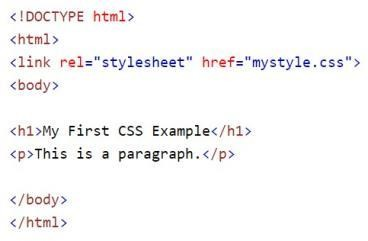 <!DOCTYPE html>
<html>
<link rel="stylesheet" href="mystyle.css">
<body>
<h1>My First CSS Example</h1>
<p>This is a paragraph.</p>
</body>
</html>